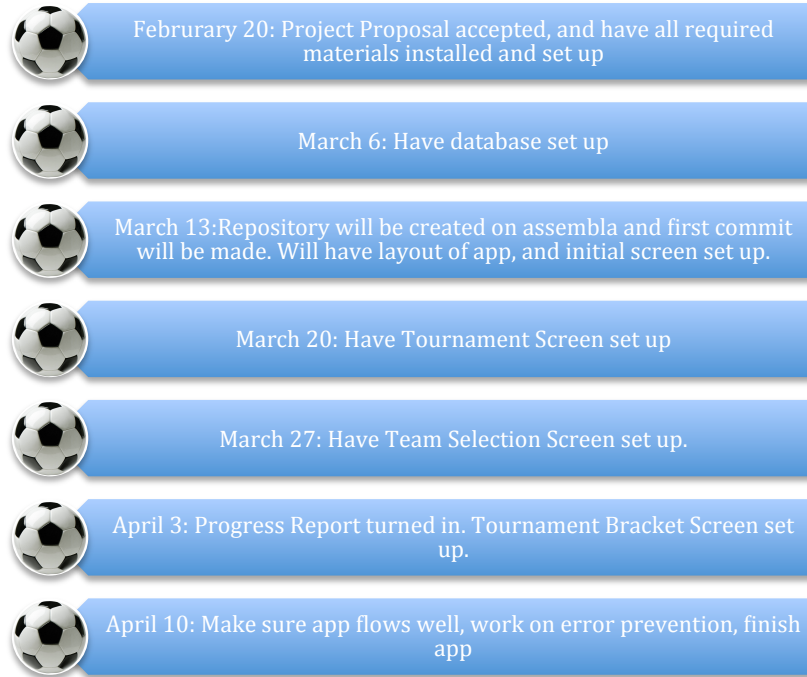 Februrary 20: Project Proposal accepted, and have all required
materials installed and set up
March 6: Have database set up
March 13:Repository will be created on assembla and first commit
will be made. Will have layout of app, and initial screen set up.
March 20: Have Tournament Screen set up
March 27: Have Team Selection Screen set up.
April 3: Progress Report turned in. Tournament Bracket Screen set
up.
April 10: Make sure app flows well, work on error prevention, finish
app